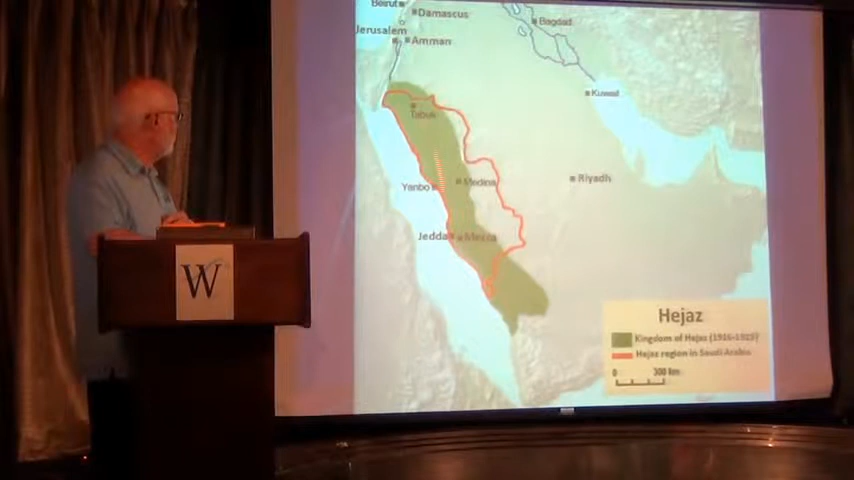 Beirut
Damascus
Bagdad
Jerusalem
Amman
Kuwait
Tabuk
Medina
Riyadh
Yanbo
Jedda
Mecca
Hejaz
Kingdom of Hejaz (1916-1925)
Hejaz region in Saudi Arabia
0 300 km
W